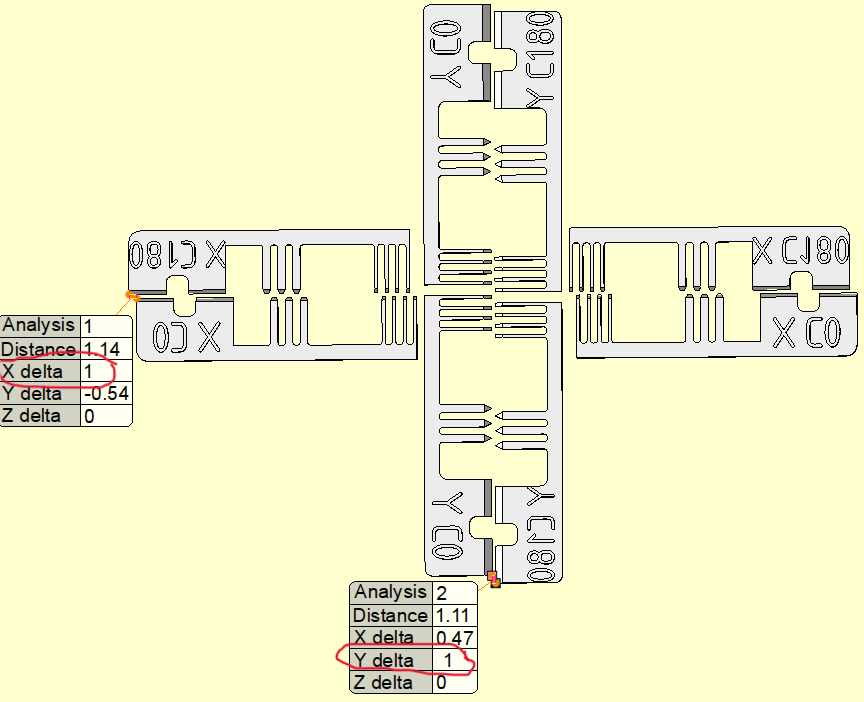 Y C0
Y C180
X C180
X C180
X C0
X C0
Analysis 1
Distance 1.14
X delta 1
Y delta -0.54
Z delta 0
Y C0
Y C180
Analysis 2
Distance 1.11
X delta 0.47
Y delta 1
Z delta 0